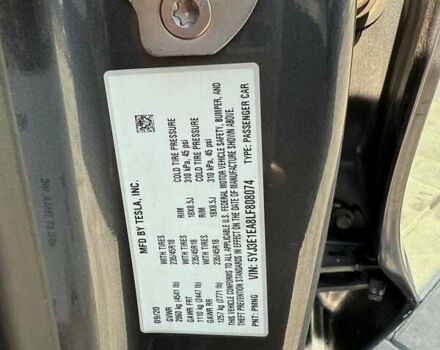 MFD BY TESLA, INC.
09/20
GVWR
2060 kg (4541 lb)
WITH TIRES
235/45R18
RIM
18X8.5J
COLD TIRE PRESSURE
310 kPa, 45 psi
GAWR FRT
1110 kg (2447 lb)
WITH TIRES
235/45R18
RIM
18X8.5J
COLD TIRE PRESSURE
310 kPa, 45 psi
GAWR RR
1257 kg (2771 lb)
THIS VEHICLE CONFORMS TO ALL APPLICABLE U.S. FEDERAL MOTOR VEHICLE SAFETY, BUMPER, AND
THEFT PREVENTION STANDARDS IN EFFECT ON THE DATE OF MANUFACTURE SHOWN ABOVE.
VIN: 5YJ3E1EA8LF808074
TYPE: PASSENGER CAR
PNT: PMNG